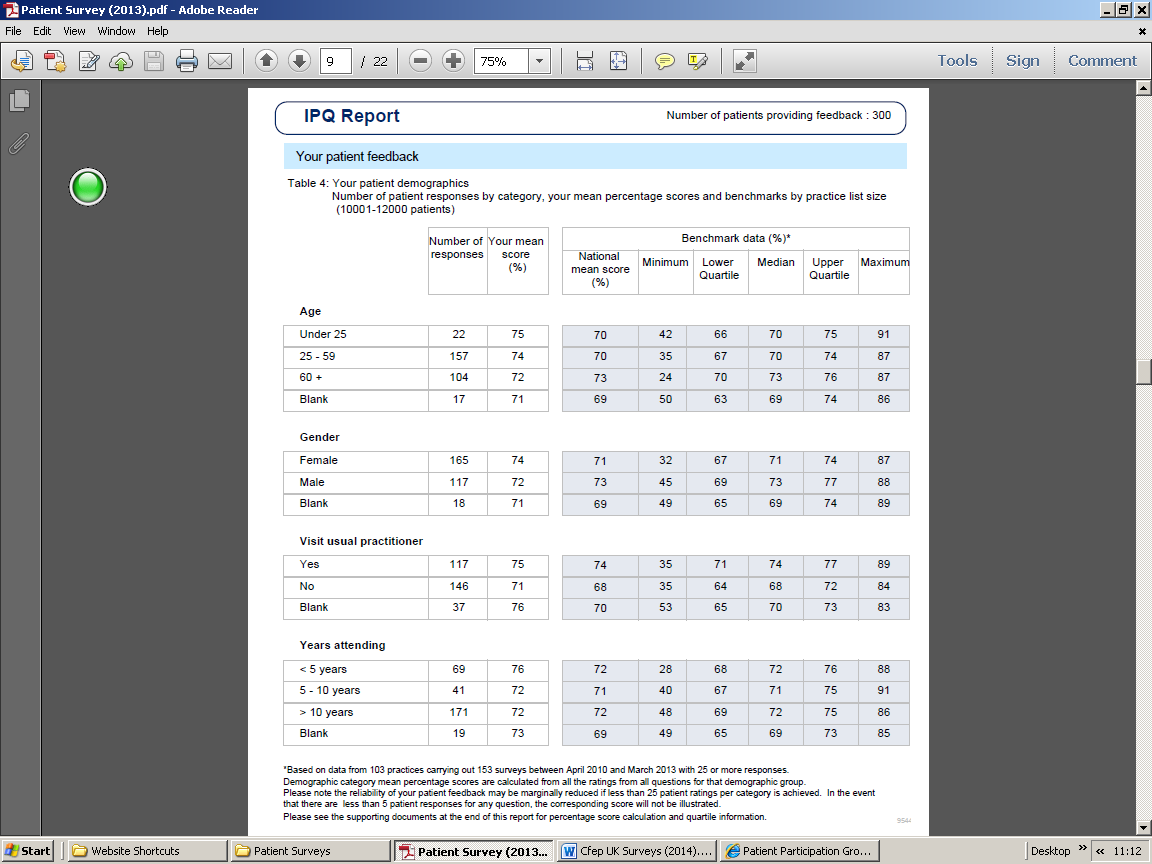 Patient Survey (2013).pdf - Adobe Reader
File Edit View Window Help
9 / 22 75% Tools Sign Comment
IPQ Report Number of patients providing feedback : 300
Your patient feedback
Table 4: Your patient demographics
Number of patient responses by category, your mean percentage scores and benchmarks by practice list size
(10001-12000 patients)
Number of responses Your mean score (%) Benchmark data (%)*
National mean score (%) Minimum Lower Quartile Median Upper Quartile Maximum
Age
Under 25 22 75 70 42 66 70 75 91
25 - 59 157 74 70 35 67 70 74 87
60 + 104 72 73 24 70 73 76 87
Blank 17 71 69 50 63 69 74 86
Gender
Female 165 74 71 32 67 71 74 87
Male 117 72 73 45 69 73 77 88
Blank 18 71 69 49 65 69 74 89
Visit usual practitioner
Yes 117 75 74 35 71 74 77 89
No 146 71 68 35 64 68 72 84
Blank 37 76 70 53 65 70 73 83
Years attending
< 5 years 69 76 72 28 68 72 76 88
5 - 10 years 41 72 71 40 67 71 75 91
> 10 years 171 72 72 48 69 72 75 86
Blank 19 73 69 49 65 69 73 85
*Based on data from 103 practices carrying out 153 surveys between April 2010 and March 2013 with 25 or more responses.
Demographic category mean percentage scores are calculated from all the ratings from all questions for that demographic group.
Please note the reliability of your patient feedback may be marginally reduced if less than 25 patient ratings per category is achieved. In the event
that there are less than 5 patient responses for any question, the corresponding score will not be illustrated.
Please see the supporting documents at the end of this report for percentage score calculation and quartile information.
Start Website Shortcuts Patient Surveys Patient Survey (2013... Cfep UK Surveys (2014).... Patient Participation Gro... Desktop » « 11:12